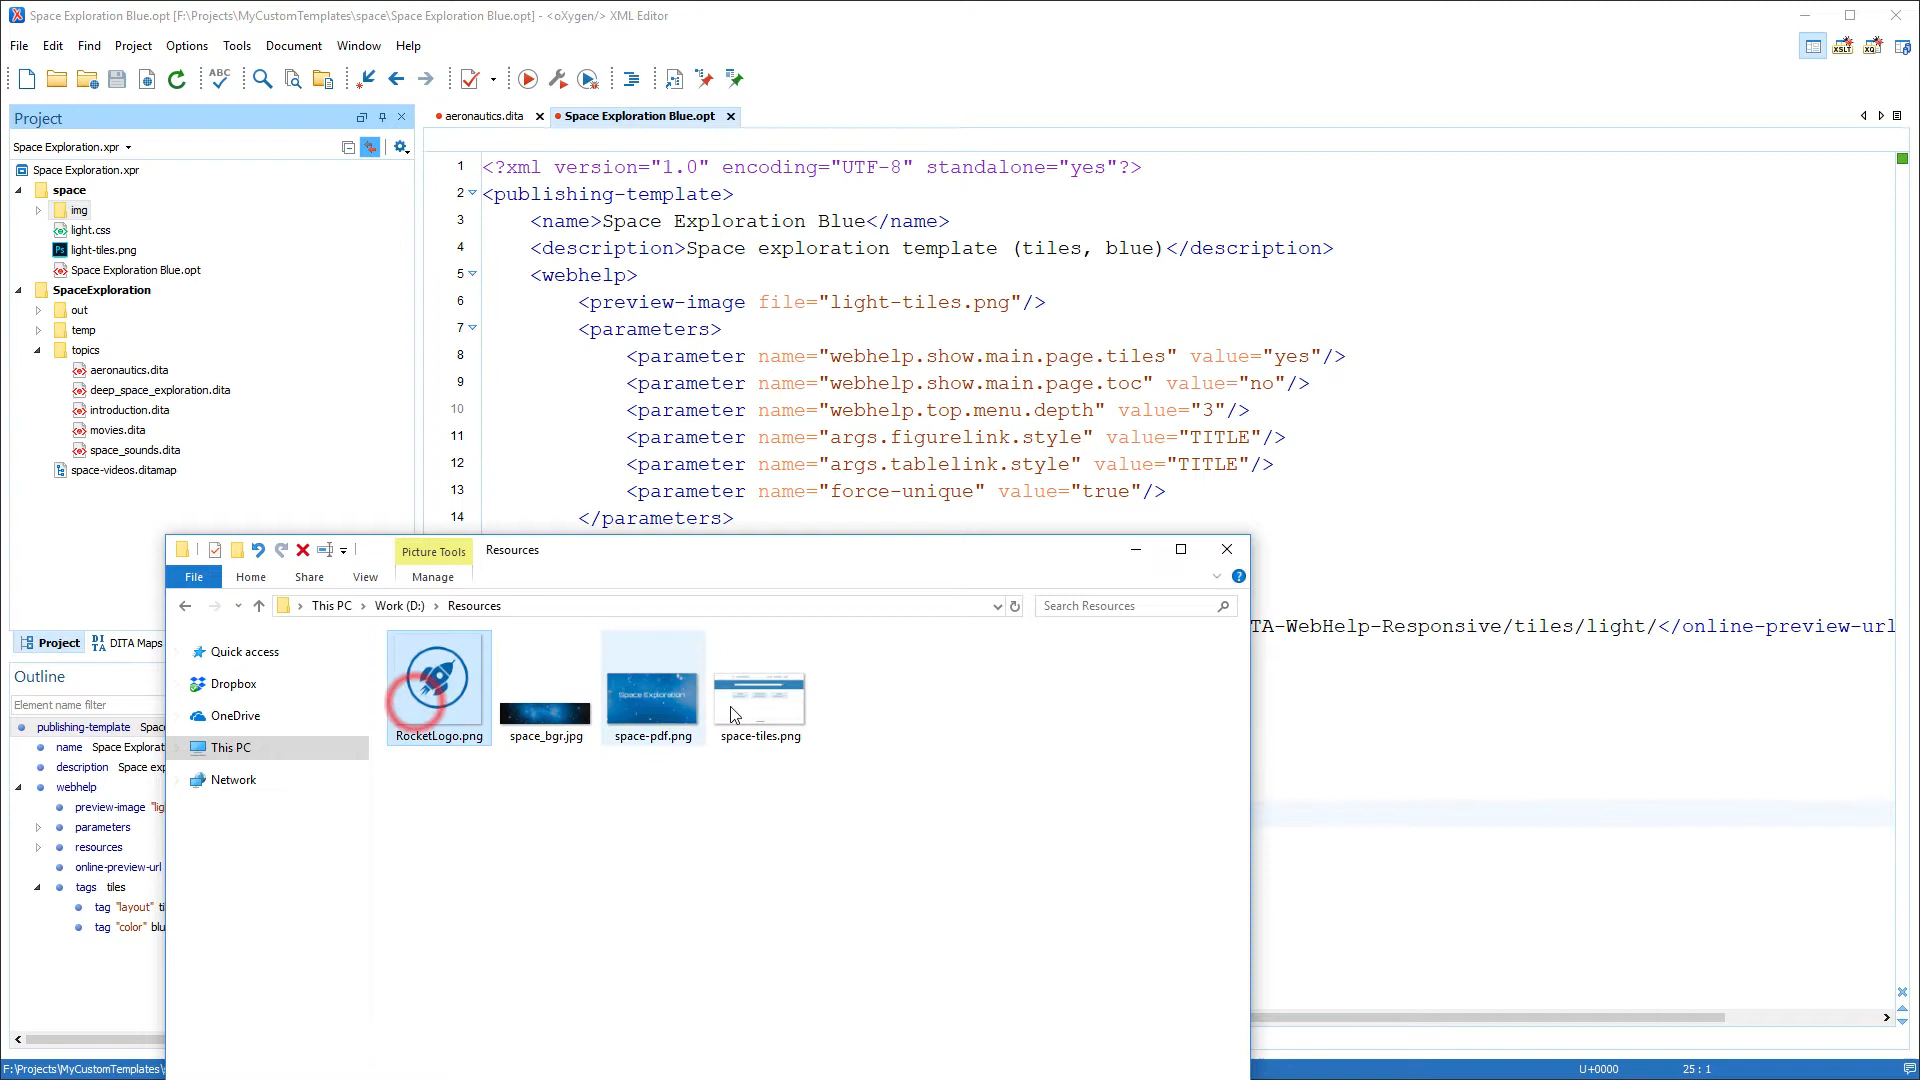 Space Exploration Blue.opt [F:\Projects\MyCustomTemplates\space\Space Exploration Blue.opt] - <oXygen/> XML Editor
File Edit Find Project Options Tools Document Window Help
XSLT XQ
ABC
Project
Space Exploration.xpr
Space Exploration.xpr
space
img
light.css
Ps light-tiles.png
Space Exploration Blue.opt
SpaceExploration
out
temp
topics
aeronautics.dita
deep_space_exploration.dita
introduction.dita
movies.dita
space_sounds.dita
space-videos.ditamap
Project DITA DITA Maps
Outline
Element name filter
publishing-template Spac
name Space Explorat
description Space exp
webhelp
preview-image "lig
parameters
resources
online-preview-url
tags tiles
tag "layout" ti
tag "color" blu
aeronautics.dita Space Exploration Blue.opt
1 <?xml version="1.0" encoding="UTF-8" standalone="yes"?>
2 <publishing-template>
3 <name>Space Exploration Blue</name>
4 <description>Space exploration template (tiles, blue)</description>
5 <webhelp>
6 <preview-image file="light-tiles.png"/>
7 <parameters>
8 <parameter name="webhelp.show.main.page.tiles" value="yes"/>
9 <parameter name="webhelp.show.main.page.toc" value="no"/>
10 <parameter name="webhelp.top.menu.depth" value="3"/>
11 <parameter name="args.figurelink.style" value="TITLE"/>
12 <parameter name="args.tablelink.style" value="TITLE"/>
13 <parameter name="force-unique" value="true"/>
14 </parameters>
TA-WebHelp-Responsive/tiles/light/</online-preview-url
Picture Tools Resources
File Home Share View Manage
This PC Work (D:) Resources
Search Resources
Quick access
Dropbox
OneDrive
This PC
Network
Space Exploration
RocketLogo.png space_bgr.jpg space-pdf.png space-tiles.png
F:\Projects\MyCustomTemplates\
U+0000 25 : 1